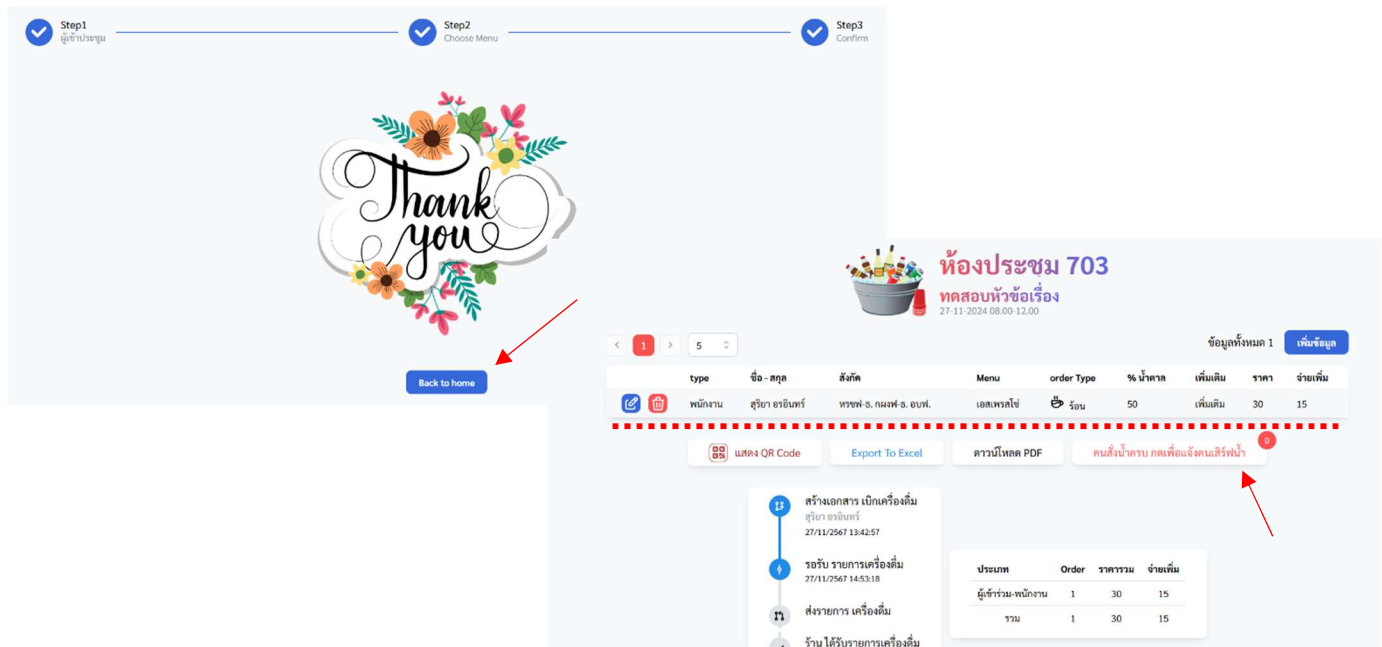 Step1
ผู้เข้าประชุม
Step2
Choose Menu
Step3
Confirm
Thank
you
Back to home
ห้องประชุม 703
ทดสอบหัวข้อเรื่อง
27-11-2024 08.00-12.00
1
5
ข้อมูลทั้งหมด 1
เพิ่มข้อมูล
type ชื่อ - สกุล สังกัด Menu order Type % น้ำตาล เพิ่มเติม ราคา จ่ายเพิ่ม
พนักงาน สุริยา อรอินทร์ หรขฟ-ธ. กผงฟ-ธ. อบฟ. เอสเพรสโซ่ ร้อน 50 เพิ่มเติม 30 15
แสดง QR Code
Export To Excel
ดาวน์โหลด PDF
คนสั่งน้ำครบ กดเพื่อแจ้งคนเสิร์ฟน้ำ
0
สร้างเอกสาร เบิกเครื่องดื่ม
สุริยา อรอินทร์
27/11/2567 13:42:57
รอรับ รายการเครื่องดื่ม
27/11/2567 14:53:18
ส่งรายการ เครื่องดื่ม
ร้าน ได้รับรายการเครื่องดื่ม
ประเภท Order ราคารวม จ่ายเพิ่ม
ผู้เข้าร่วม-พนักงาน 1 30 15
รวม 1 30 15